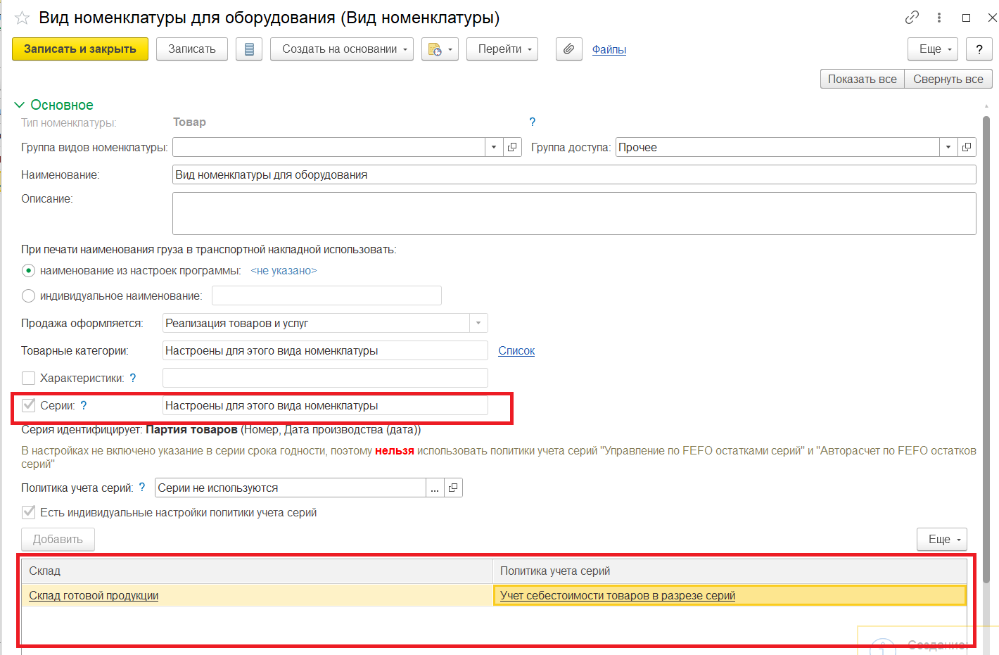 Вид номенклатуры для оборудования (Вид номенклатуры)
Записать и закрыть Записать Создать на основании Перейти Файлы Еще ?
Показать все Свернуть все
Основное
Тип номенклатуры: Товар ?
Группа видов номенклатуры: Группа доступа: Прочее
Наименование: Вид номенклатуры для оборудования
Описание:
При печати наименования груза в транспортной накладной использовать:
наименование из настроек программы: <не указано>
индивидуальное наименование:
Продажа оформляется: Реализация товаров и услуг
Товарные категории: Настроены для этого вида номенклатуры Список
Характеристики: ?
Серии: ? Настроены для этого вида номенклатуры
Серия идентифицирует: Партия товаров (Номер, Дата производства (дата))
В настройках не включено указание в серии срока годности, поэтому нельзя использовать политики учета серий "Управление по FEFO остатками серий" и "Авторасчет по FEFO остатков
серий"
Политика учета серий: ? Серии не используются ...
Есть индивидуальные настройки политики учета серий
Добавить Еще
Склад Политика учета серий
Склад готовой продукции Учет себестоимости товаров в разрезе серий
Создание: